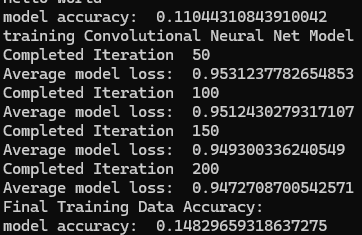 hello world
model accuracy:  0.11044310843910042
training Convolutional Neural Net Model
Completed Iteration  50
Average model loss:  0.9531237782654853
Completed Iteration  100
Average model loss:  0.9512430279317107
Completed Iteration  150
Average model loss:  0.949300336240549
Completed Iteration  200
Average model loss:  0.9472708700542571
Final Training Data Accuracy:
model accuracy:  0.14829659318637275